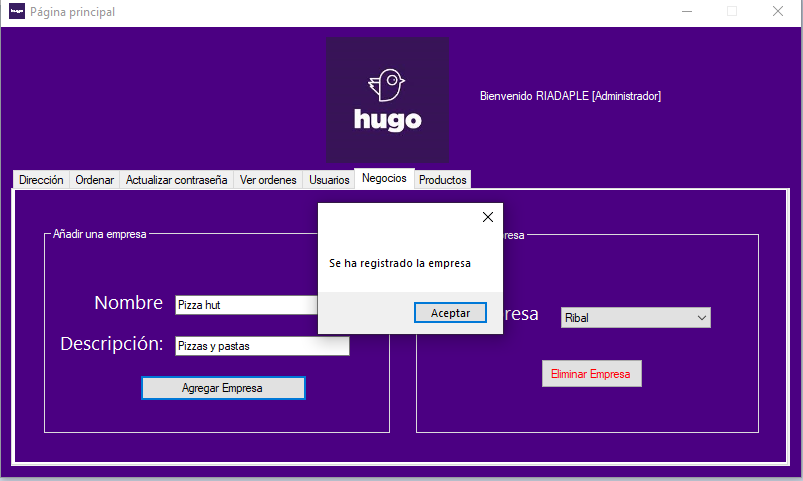 hugo
Página principal
hugo
Bienvenido RIADAPLE [Administrador]
Dirección Ordenar Actualizar contraseña Ver ordenes Usuarios Negocios Productos
Añadir una empresa
Nombre Pizza hut
Descripción: Pizzas y pastas
Agregar Empresa
Se ha registrado la empresa
Aceptar
resa
resa Ribal
Eliminar Empresa